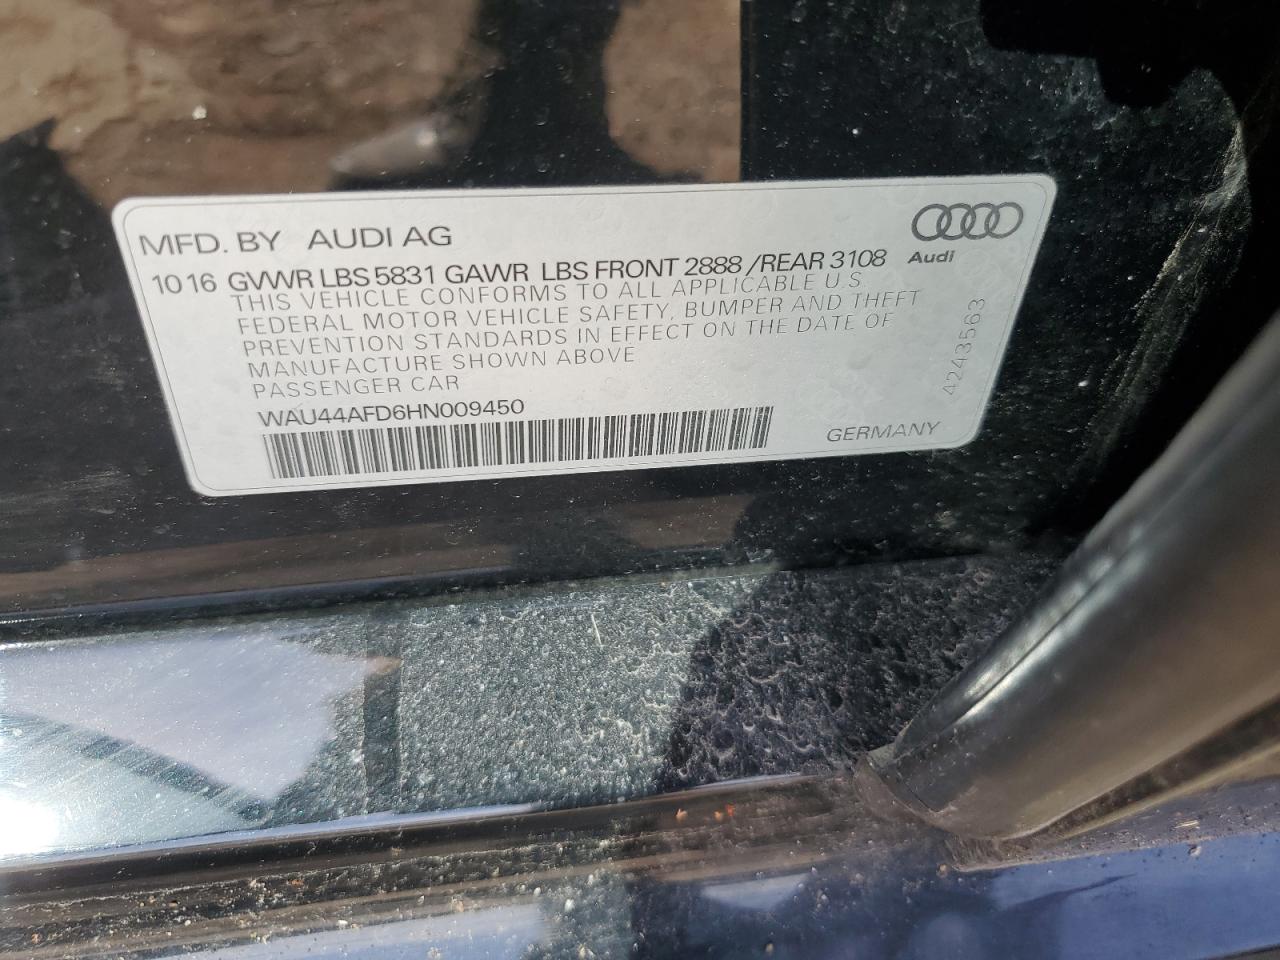 MFD. BY AUDI AG
Audi
10 16 GVWR LBS 5831 GAWR LBS FRONT 2888 /REAR 3108
THIS VEHICLE CONFORMS TO ALL APPLICABLE U.S.
FEDERAL MOTOR VEHICLE SAFETY, BUMPER AND THEFT
PREVENTION STANDARDS IN EFFECT ON THE DATE OF
MANUFACTURE SHOWN ABOVE
PASSENGER CAR
WAU44AFD6HN009450
GERMANY
4243563